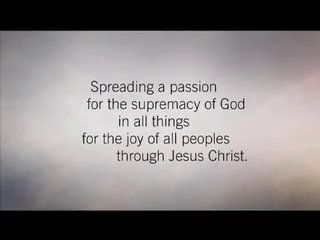 Spreading a passion
for the supremacy of God
in all things
for the joy of all peoples
through Jesus Christ.